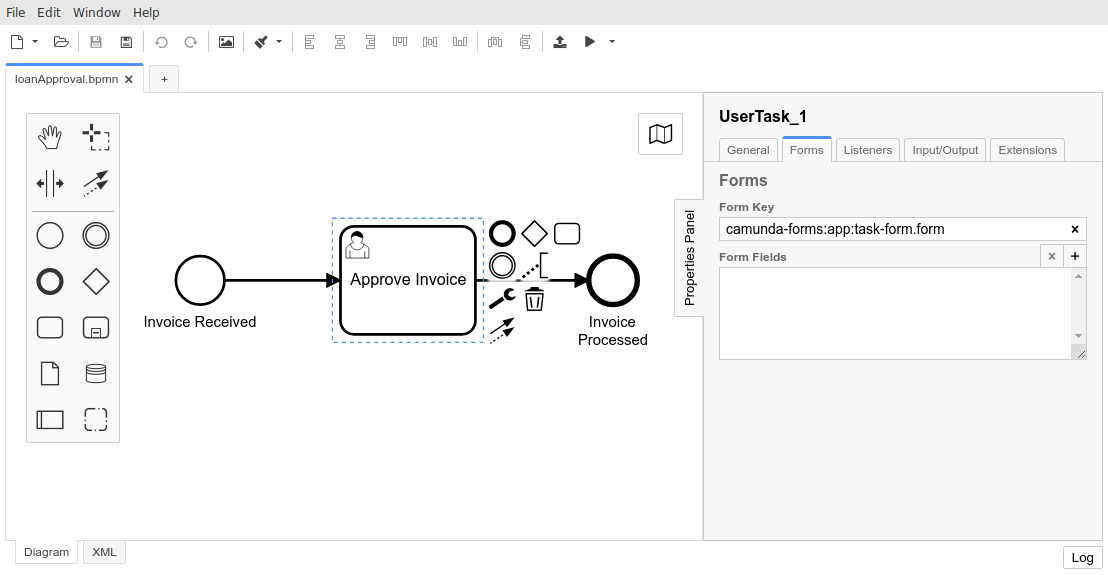 File Edit Window Help
loanApproval.bpmn × +
UserTask_1
General Forms Listeners Input/Output Extensions
Forms
Form Key
camunda-forms:app:task-form.form ×
Form Fields × +
Properties Panel
Approve Invoice
Invoice Received
Invoice
Processed
Diagram XML
Log